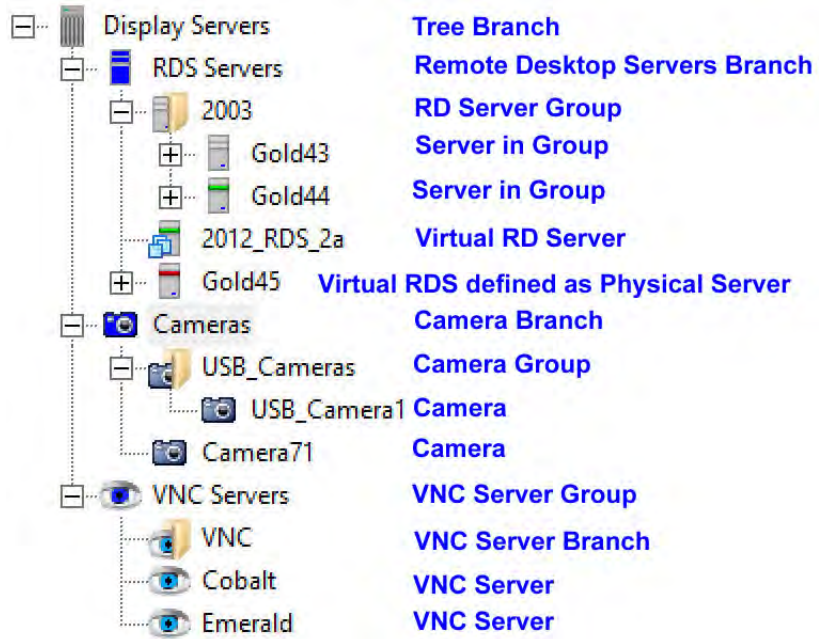 Display Servers Tree Branch
RDS Servers Remote Desktop Servers Branch
2003 RD Server Group
Gold43 Server in Group
Gold44 Server in Group
2012_RDS_2a Virtual RD Server
Gold45 Virtual RDS defined as Physical Server
Cameras Camera Branch
USB_Cameras Camera Group
USB_Camera1 Camera
Camera71 Camera
VNC Servers VNC Server Group
VNC VNC Server Branch
Cobalt VNC Server
Emerald VNC Server